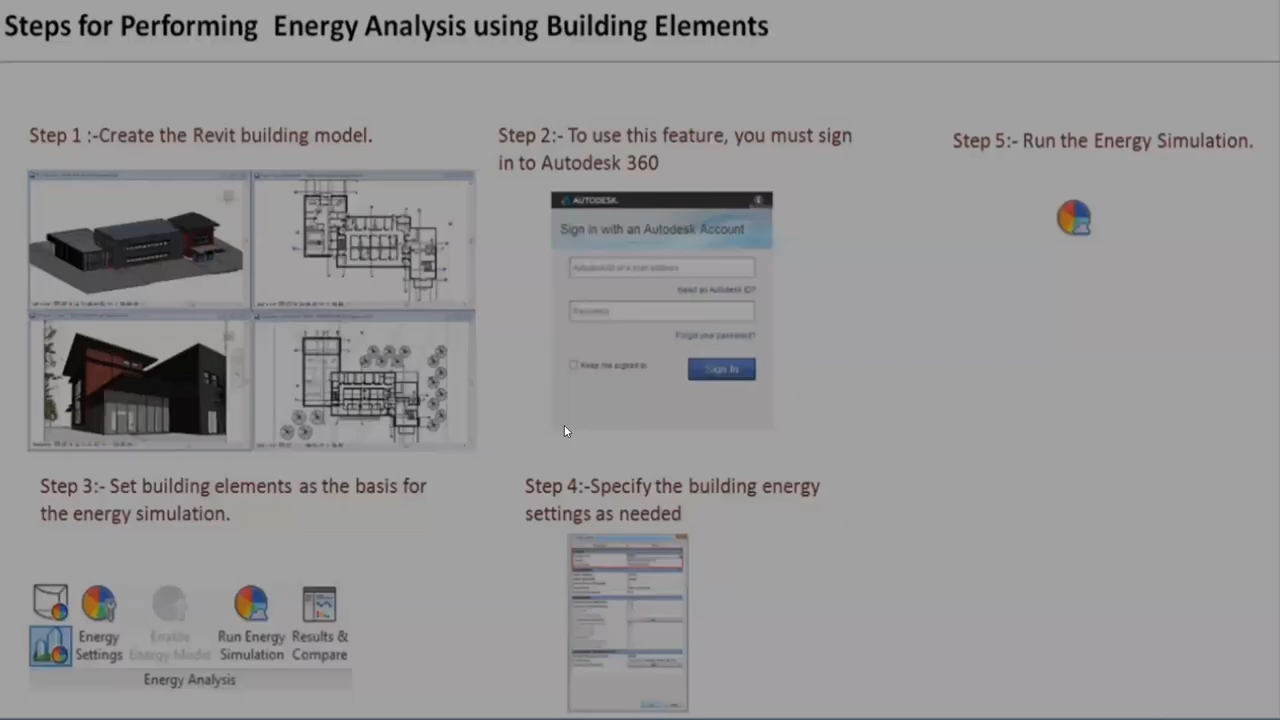 Steps for Performing  Energy Analysis using Building Elements
Step 1 :-Create the Revit building model.
Step 2:- To use this feature, you must sign
in to Autodesk 360
AUTODESK.
Sign in with an Autodesk Account
Need an Autodesk ID?
Password
Forgot your password?
Keep me signed in
Sign In
Step 3:- Set building elements as the basis for
the energy simulation.
Energy
Settings
Enable
Energy Model
Run Energy
Simulation
Results &
Compare
Energy Analysis
Step 4:-Specify the building energy
settings as needed
Step 5:- Run the Energy Simulation.